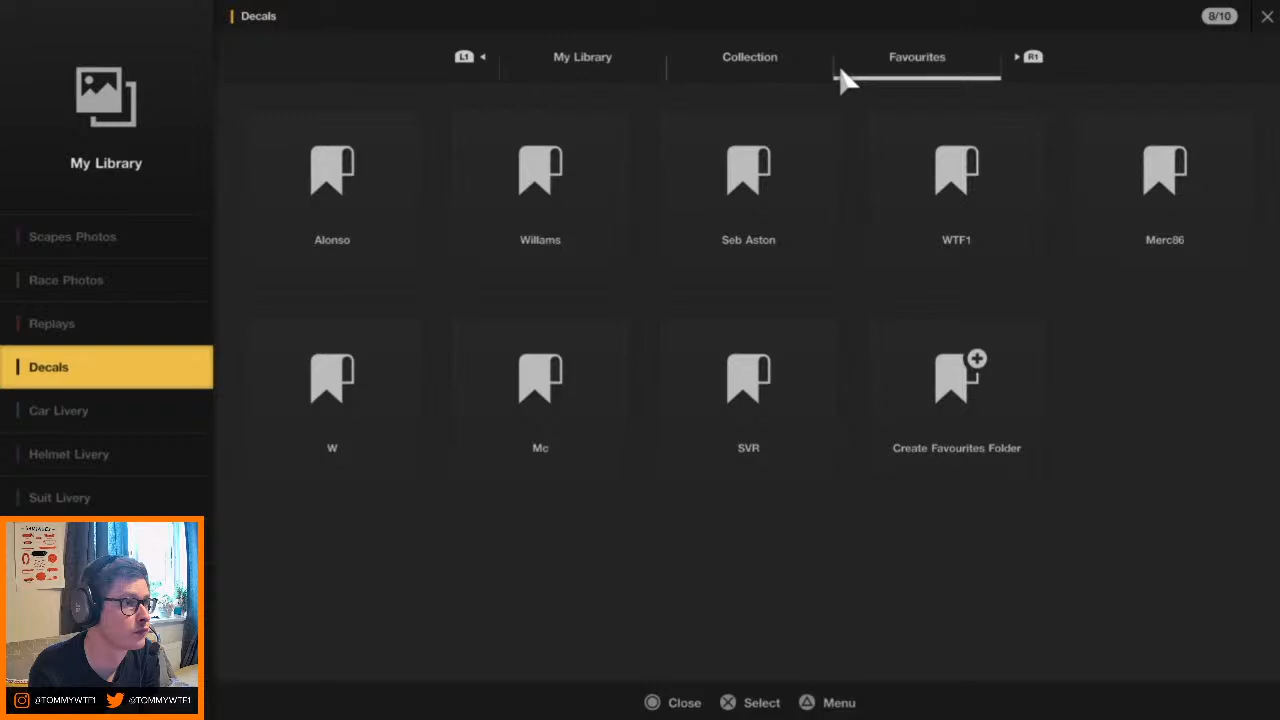 Decals
8/10
L1
My Library
Collection
Favourites
R1
My Library
Scapes Photos
Race Photos
Replays
Decals
Car Livery
Helmet Livery
Suit Livery
Alonso
Willams
Seb Aston
WTF1
Merc86
W
Mc
SVR
Create Favourites Folder
@TOMMYWTF1
@TOMMYWTF1
Close
Select
Menu